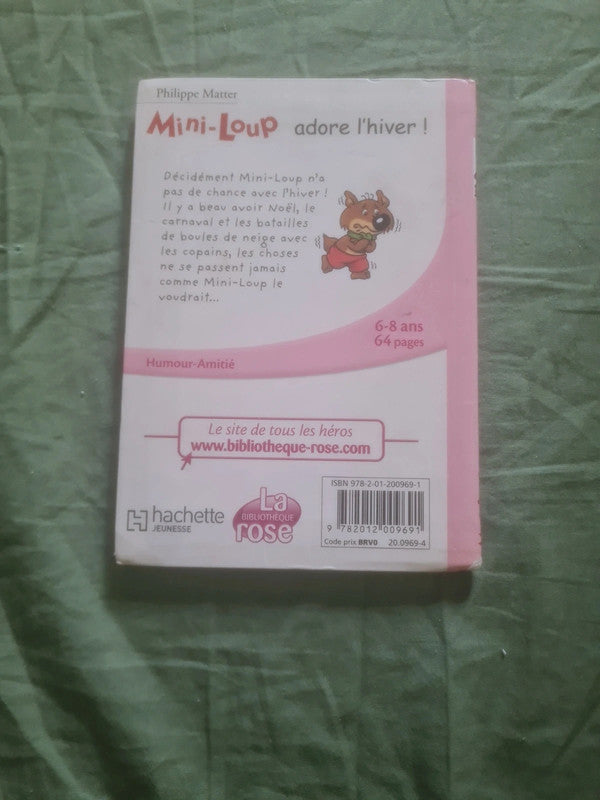 Philippe Matter
Mini-Loup adore l'hiver !
Décidément Mini-Loup n'a
pas de chance avec l'hiver !
Il y a beau avoir Noël, le
carnaval et les batailles
de boules de neige avec
les copains, les choses
ne se passent jamais
comme Mini-Loup le
voudrait...
6-8 ans
64 pages
Humour-Amitié
Le site de tous les héros
www.bibliotheque-rose.com
ISBN 978-2-01-200969-1
hachette
JEUNESSE
La
BIBLIOTHÈQUE
rose
9 782012 009691
Code prix BRV0 20.0969-4